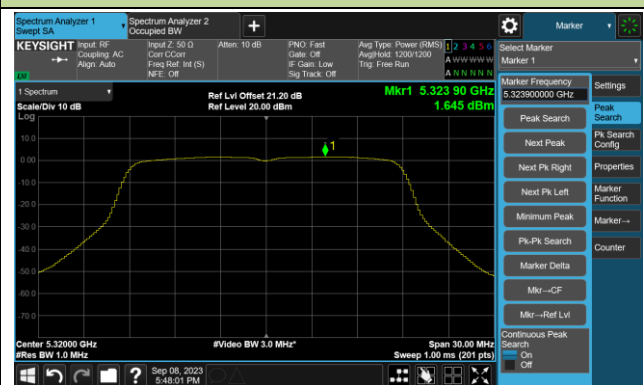 Spectrum Analyzer 1
Swept SA
Spectrum Analyzer 2
Occupied BW
Marker
KEYSIGHT
Input: RF
Coupling: AC
Align: Auto
Input Z: 50 Ω
Corr CCorr
Freq Ref: Int (S)
NFE: Off
Atten: 10 dB
PNO: Fast
Gate: Off
IF Gain: Low
Sig Track: Off
Avg Type: Power (RMS)
Avg|Hold: 1200/1200
Trig: Free Run
1 2 3 4 5 6
A W W W W W
A N N N N N
Select Marker
Marker 1
1 Spectrum
Scale/Div 10 dB
Log
Ref Lvl Offset 21.20 dB
Ref Level 20.00 dBm
Mkr1 5.323 90 GHz
1.645 dBm
1
10.0
0.00
-10.0
-20.0
-30.0
-40.0
-50.0
-60.0
-70.0
Center 5.32000 GHz
#Res BW 1.0 MHz
#Video BW 3.0 MHz*
Span 30.00 MHz
Sweep 1.00 ms (201 pts)
Marker Frequency
5.323900000 GHz
Peak Search
Next Peak
Next Pk Right
Next Pk Left
Minimum Peak
Pk-Pk Search
Marker Delta
Mkr→CF
Mkr→Ref Lvl
Continuous Peak
Search
On
Off
Settings
Peak
Search
Pk Search
Config
Properties
Marker
Function
Marker→
Counter
?
Sep 08, 2023
5:48:01 PM